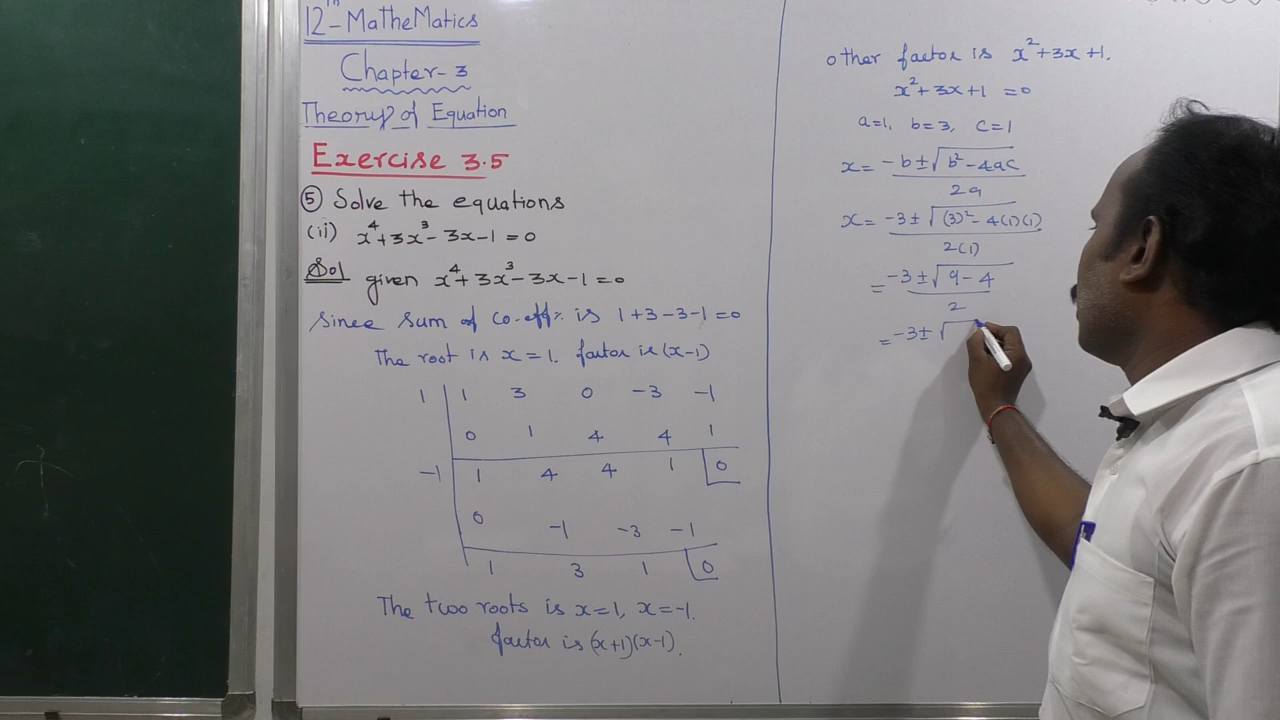 12th - MatheMatics
Chapter - 3
Theory of Equation
Exercise 3.5
⑤ Solve the equations
(ii) x⁴+3x³-3x-1=0
Sol given x⁴+3x³-3x-1=0
Since sum of co-eff. is 1+3-3-1=0
The root is x=1. factor is (x-1)
1 | 1 3 0 -3 -1
0 1 4 4 1
-1 | 1 4 4 1 | 0
0 -1 -3 -1
1 3 1 | 0
The two roots is x=1, x=-1.
factor is (x+1)(x-1).
other factor is x²+3x+1.
x²+3x+1 =0
a=1, b=3, c=1
x= -b±√b²-4ac
2a
x= -3±√(3)²-4(1)(1)
2(1)
= -3±√9-4
2
= -3±√